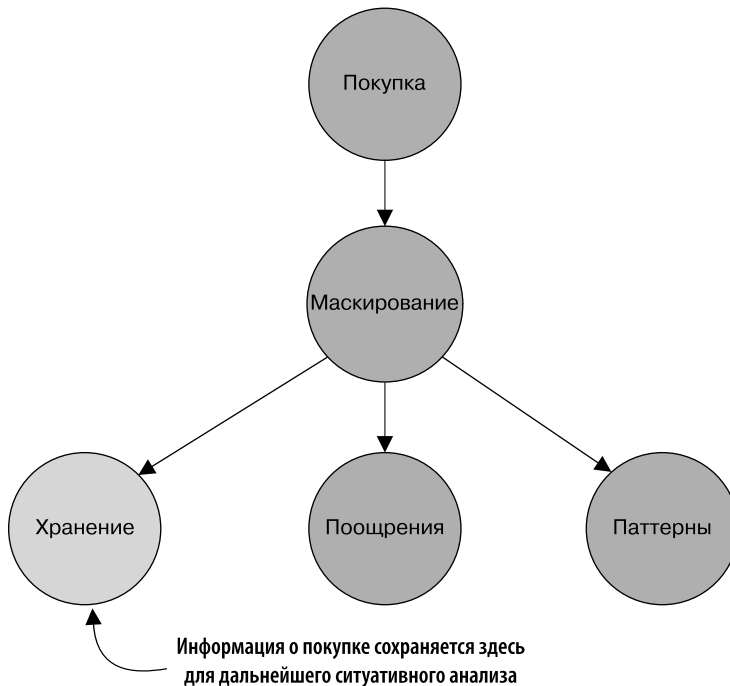 Покупка
Маскирование
Хранение
Поощрения
Паттерны
Информация о покупке сохраняется здесь
для дальнейшего ситуативного анализа